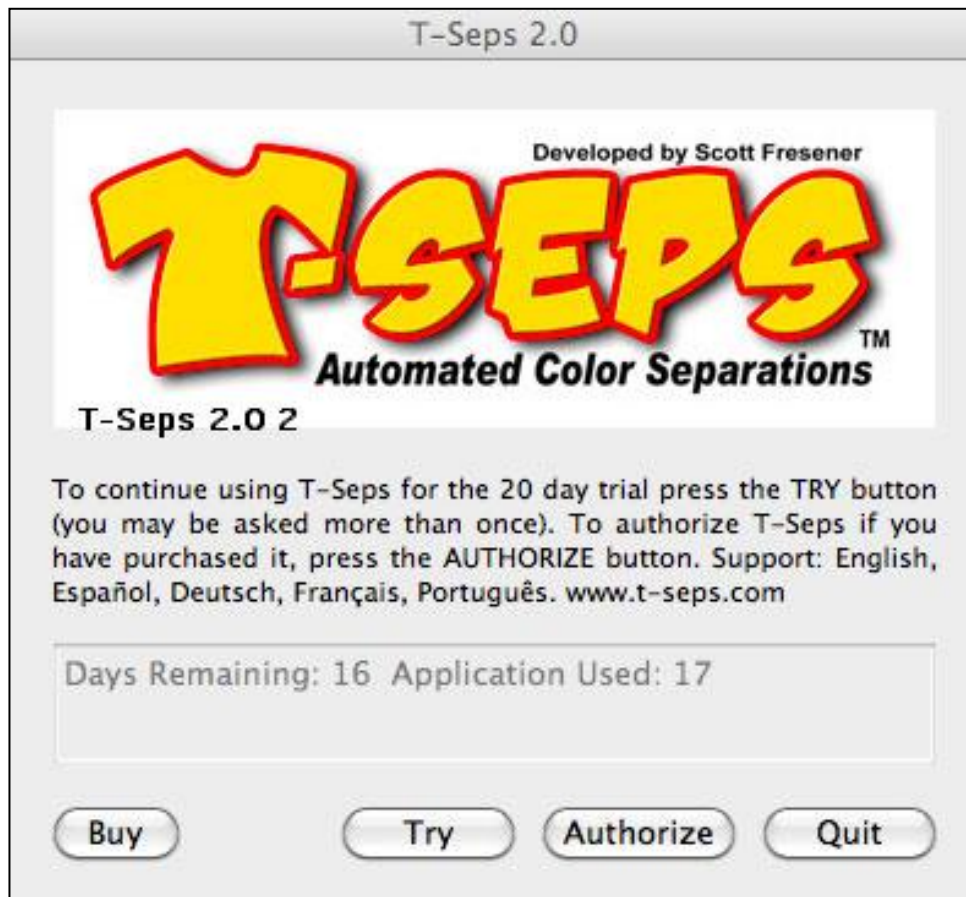 T-Seps 2.0
Developed by Scott Fresener
T-SEPS
TM
Automated Color Separations
T-Seps 2.0 2
To continue using T-Seps for the 20 day trial press the TRY button
(you may be asked more than once). To authorize T-Seps if you
have purchased it, press the AUTHORIZE button. Support: English,
Español, Deutsch, Français, Português. www.t-seps.com
Days Remaining: 16 Application Used: 17
Buy Try Authorize Quit